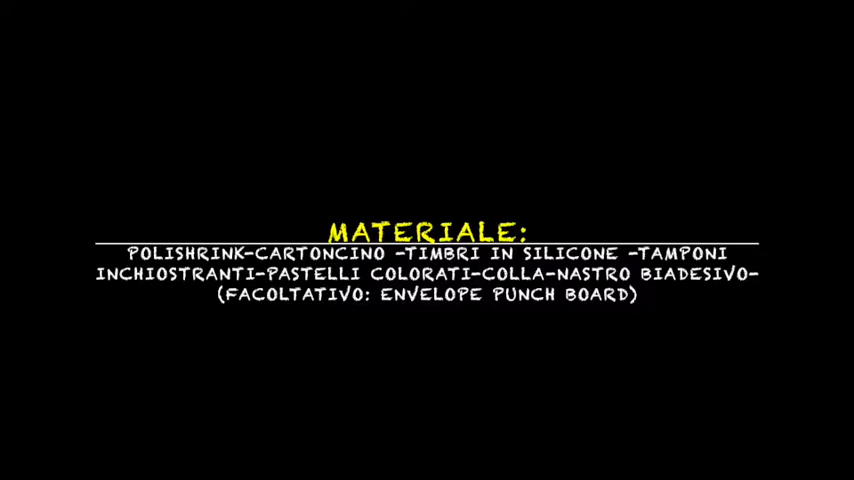 MATERIALE:
POLISHRINK-CARTONCINO -TIMBRI IN SILICONE -TAMPONI
INCHIOSTRANTI-PASTELLI COLORATI-COLLA-NASTRO BIADESIVO-
(FACOLTATIVO: ENVELOPE PUNCH BOARD)